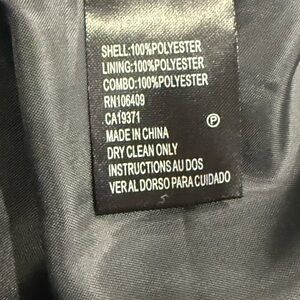 SHELL:100%POLYESTER
LINING:100%POLYESTER
COMBO:100%POLYESTER
RN106409
CA19371
P
MADE IN CHINA
DRY CLEAN ONLY
INSTRUCTIONS AU DOS
VER AL DORSO PARA CUIDADO
S